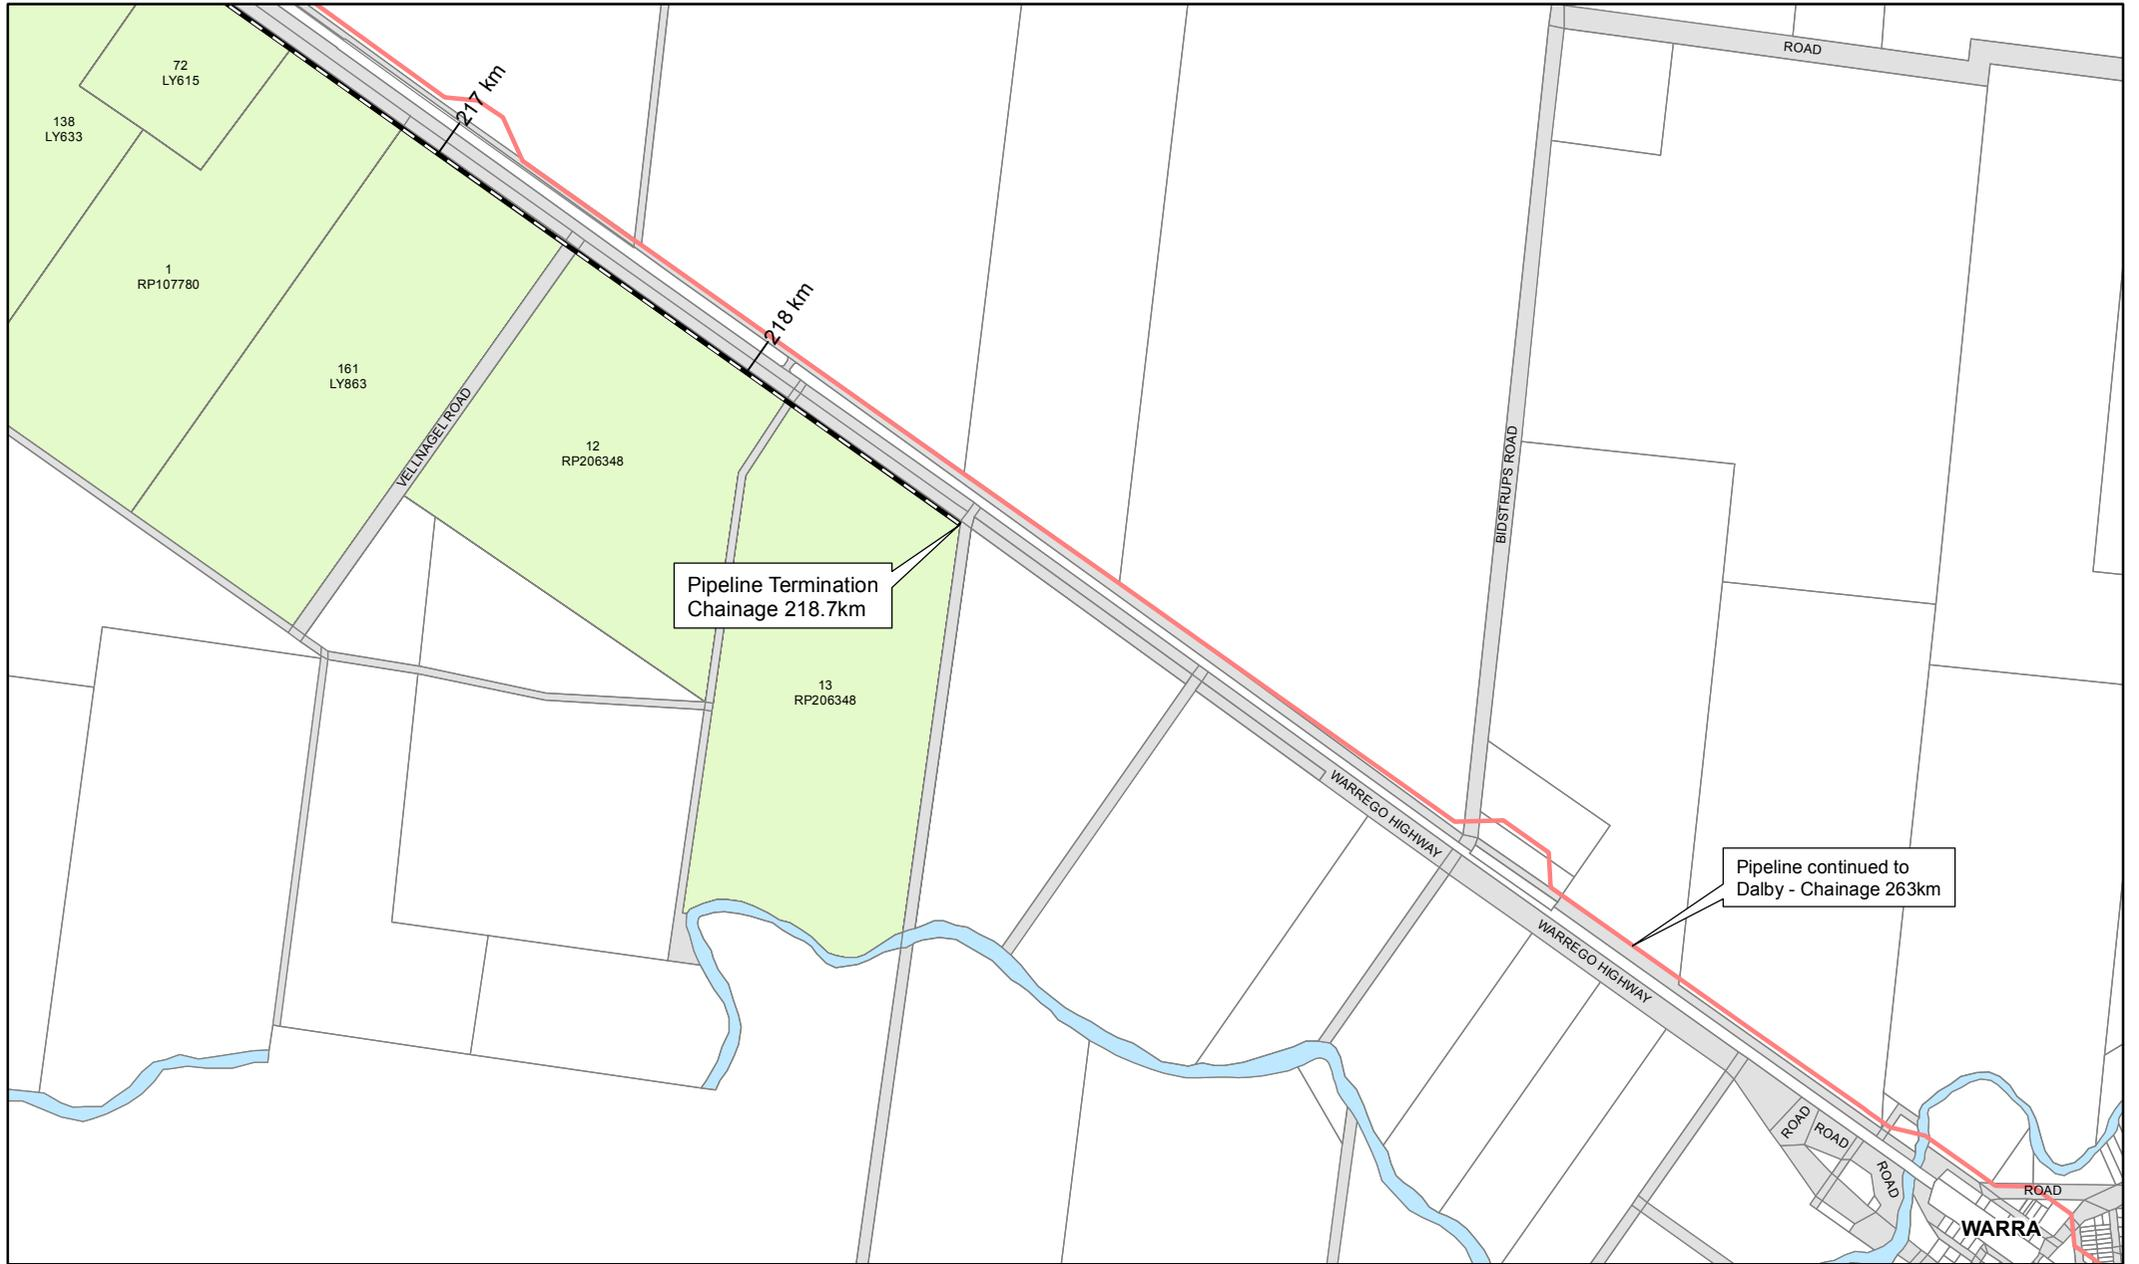 ROAD
72
LY615
217 km
138
LY633
1
RP107780
218 km
161
LY863
VELLNAGEL ROAD
12
RP206348
BIDSTRUPS ROAD
Pipeline Termination
Chainage 218.7km
13
RP206348
WARREGO HIGHWAY
Pipeline continued to
Dalby - Chainage 263km
WARREGO HIGHWAY
ROAD
ROAD
ROAD
ROAD
WARRA